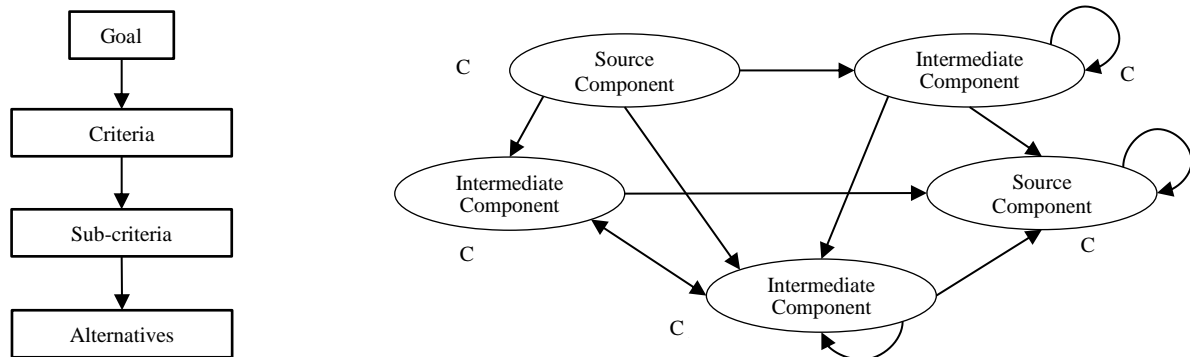 Goal
Criteria
Sub-criteria
Alternatives
C
Source
Component
Intermediate
Component
C
Intermediate
Component
C
Source
Component
C
Intermediate
Component
C